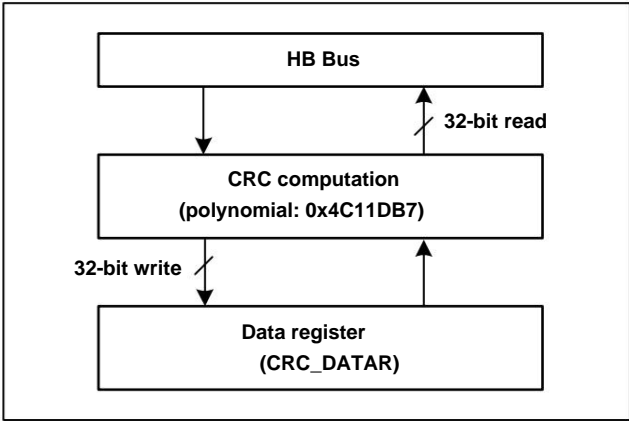 HB Bus
32-bit read
CRC computation
(polynomial: 0x4C11DB7)
32-bit write
Data register
(CRC_DATAR)